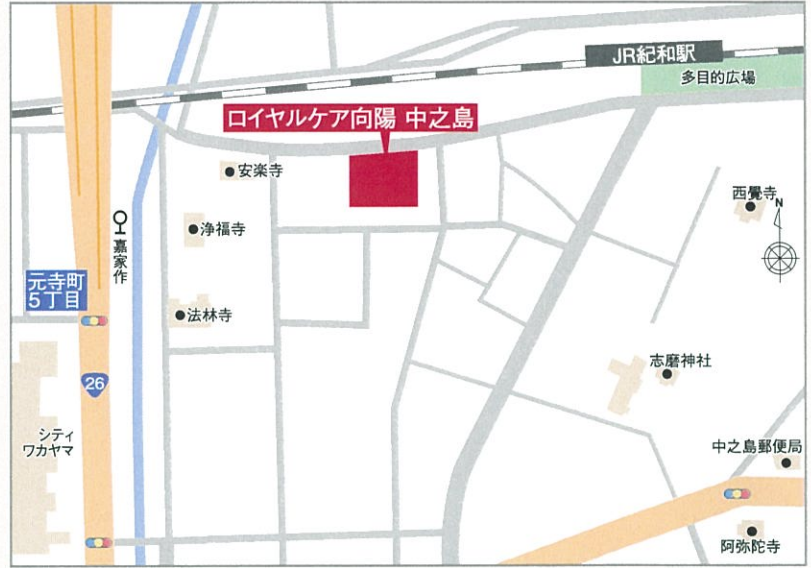 JR紀和駅
多目的広場
ロイヤルケア向陽 中之島
安楽寺
西覺寺
N
浄福寺
嘉家作
元寺町
5丁目
法林寺
志磨神社
26
シティ
ワカヤマ
中之島郵便局
阿弥陀寺